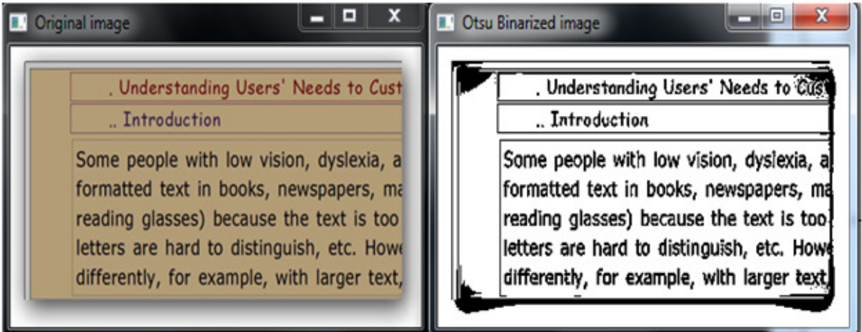 Original image
. Understanding Users' Needs to Cust
.. Introduction
Some people with low vision, dyslexia, a
formatted text in books, newspapers, ma
reading glasses) because the text is too
letters are hard to distinguish, etc. Howe
differently, for example, with larger text,
Otsu Binarized image
. Understanding Users' Needs to Cust
.. Introduction
Some people with low vision, dyslexia, a
formatted text in books, newspapers, ma
reading glasses) because the text is too
letters are hard to distinguish, etc. Howe
differently, for example, with larger text,